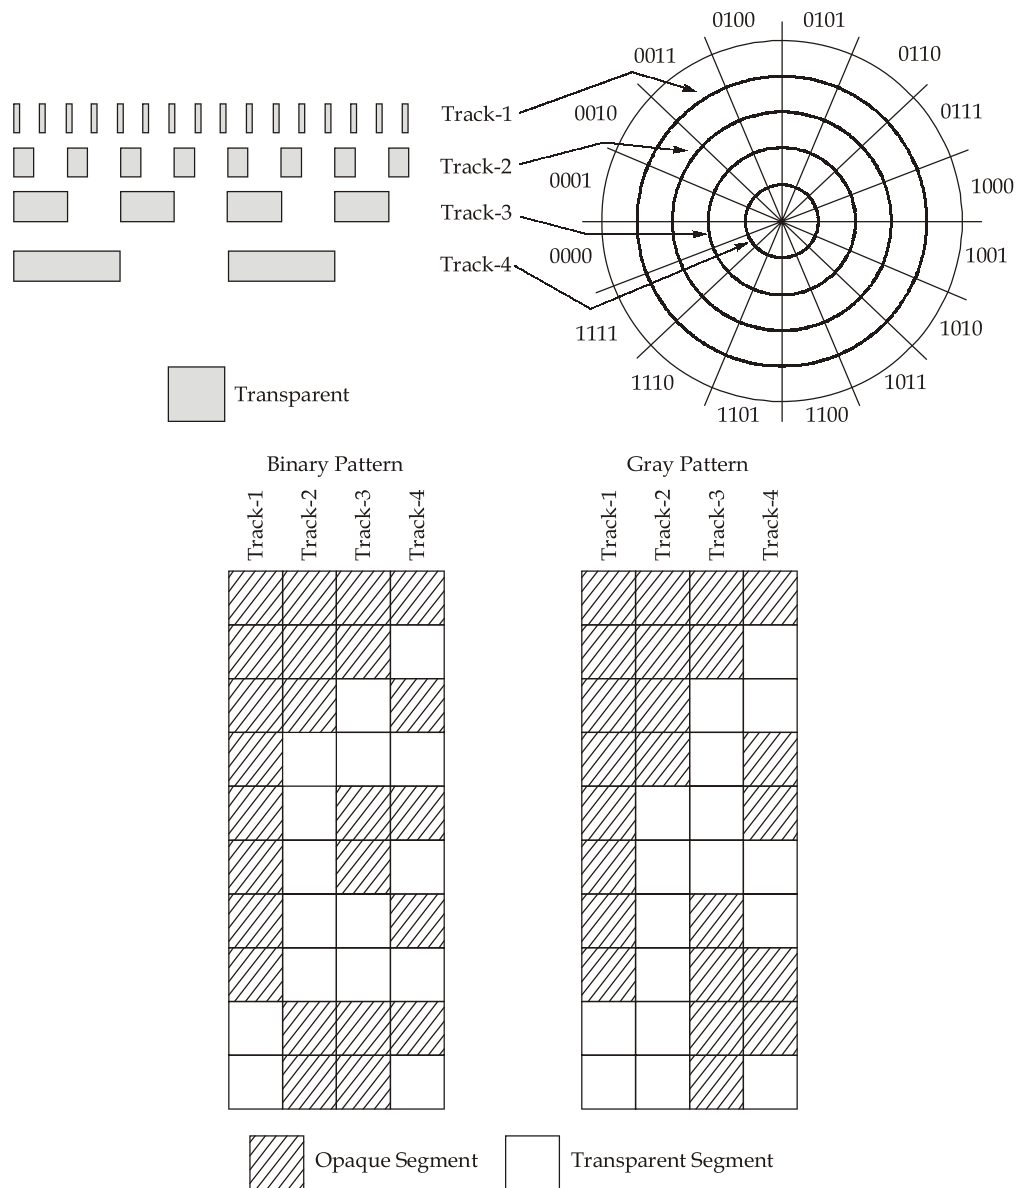 0100
0101
0011
0110
Track-1
0010
0111
Track-2
0001
1000
Track-3
0000
1001
Track-4
1111
1010
1110
1011
Transparent
1101
1100
Binary Pattern
Gray Pattern
Track-1
Track-2
Track-3
Track-4
Track-1
Track-2
Track-3
Track-4
Opaque Segment
Transparent Segment